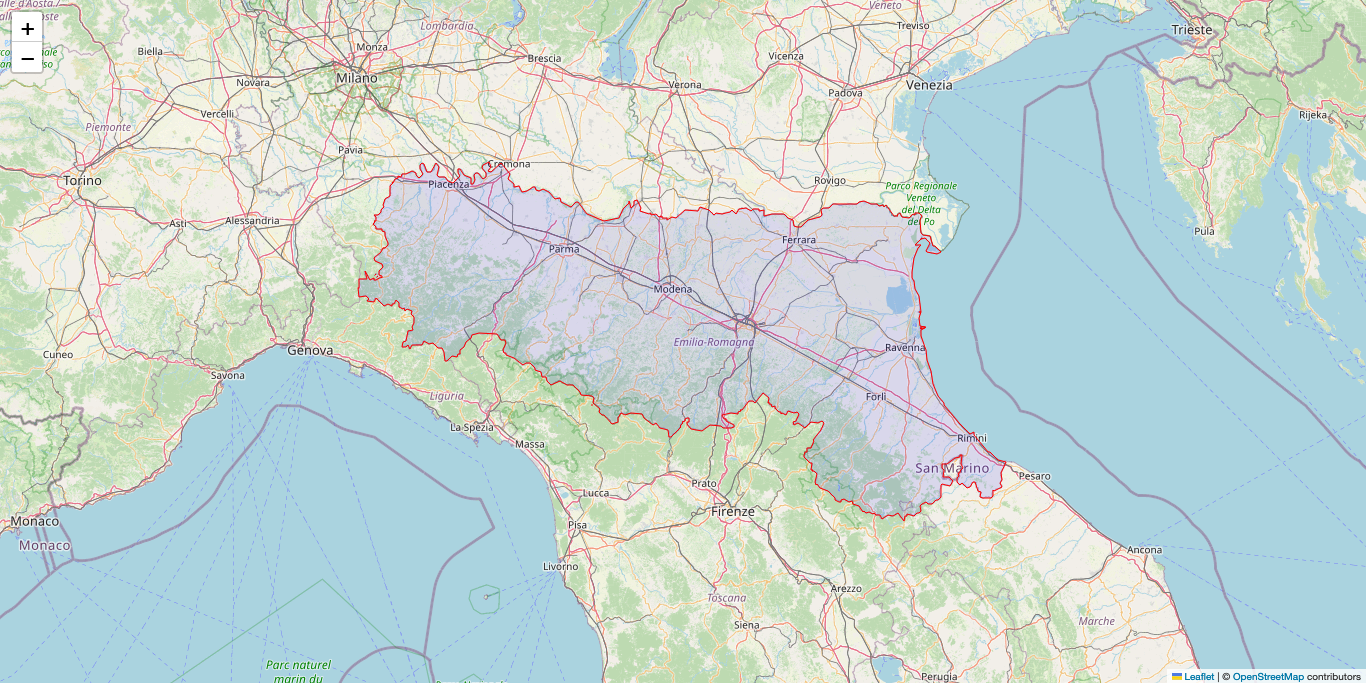 alle d'Aosta /
+
−
Biella
Lombardia
Monza
Milano
Novara
Vercelli
Piemonte
Pavia
Torino
Asti
Alessandria
Brescia
Verona
Vicenza
Padova
Veneto
Treviso
Venezia
Trieste
Rijeka
Pula
Rovigo
Parco Regionale
Veneto
del Delta
del Po
Cremona
Piacenza
Parma
Modena
Ferrara
Emilia-Romagna
Ravenna
Forlì
Rimini
San Marino
Pesaro
Ancona
Cuneo
Genova
Savona
Liguria
La Spezia
Massa
Lucca
Prato
Firenze
Pisa
Livorno
Monaco
Monaco
Arezzo
Toscana
Siena
Marche
Perugia
Parc naturel
marin du
Leaflet | © OpenStreetMap contributors